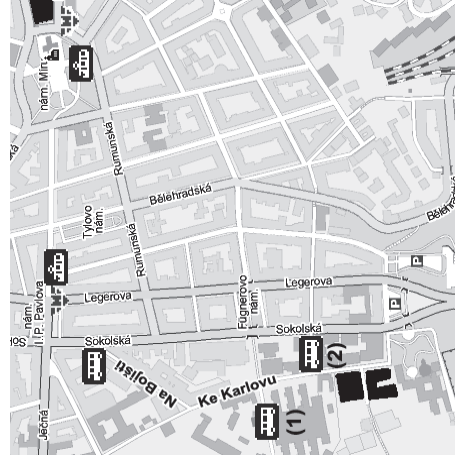 nám. Mír.
Rumunská
Bělehradská
Tylovo
nám.
Rumunská
Bělehradská
nám.
I. P. Pavlova
Legerova
Legerova
Fügnerovo
nám.
Sokolská
Sokolská
Ječná
Na Bojišti
Ke Karlovu
(1)
(2)
P
P